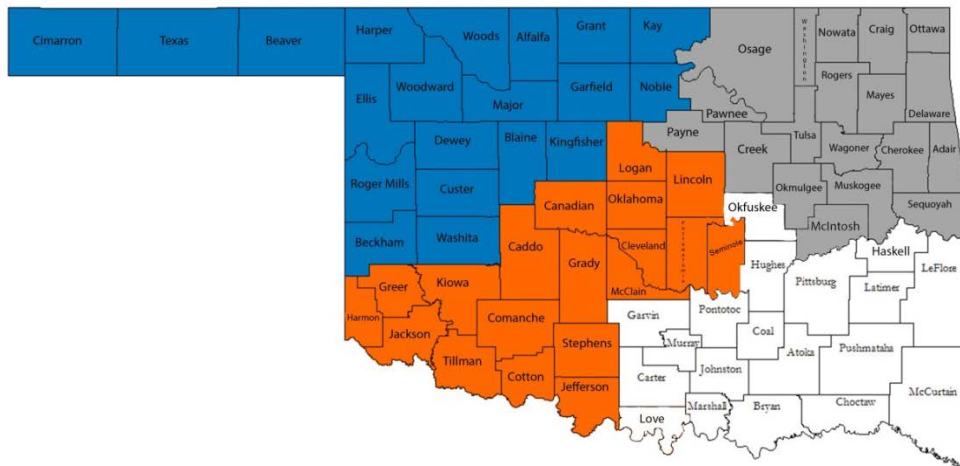 Cimarron
Texas
Beaver
Harper
Woods
Alfalfa
Grant
Kay
Osage
Washington
Nowata
Craig
Ottawa
Ellis
Woodward
Major
Garfield
Noble
Pawnee
Rogers
Mayes
Delaware
Dewey
Blaine
Kingfisher
Payne
Creek
Tulsa
Wagoner
Cherokee
Adair
Roger Mills
Custer
Logan
Lincoln
Canadian
Oklahoma
Okfuskee
Okmulgee
Muskogee
Sequoyah
McIntosh
Beckham
Washita
Caddo
Grady
Cleveland
Pottawatomi
Seminole
Hughes
Haskell
Pittsburg
LeFlore
Latimer
McClain
Greer
Kiowa
Harmon
Jackson
Comanche
Garvin
Pontotoc
Coal
Murray
Stephens
Atoka
Pushmataha
Tillman
Cotton
Jefferson
Carter
Johnston
McCurtain
Love
Marshall
Bryan
Choctaw